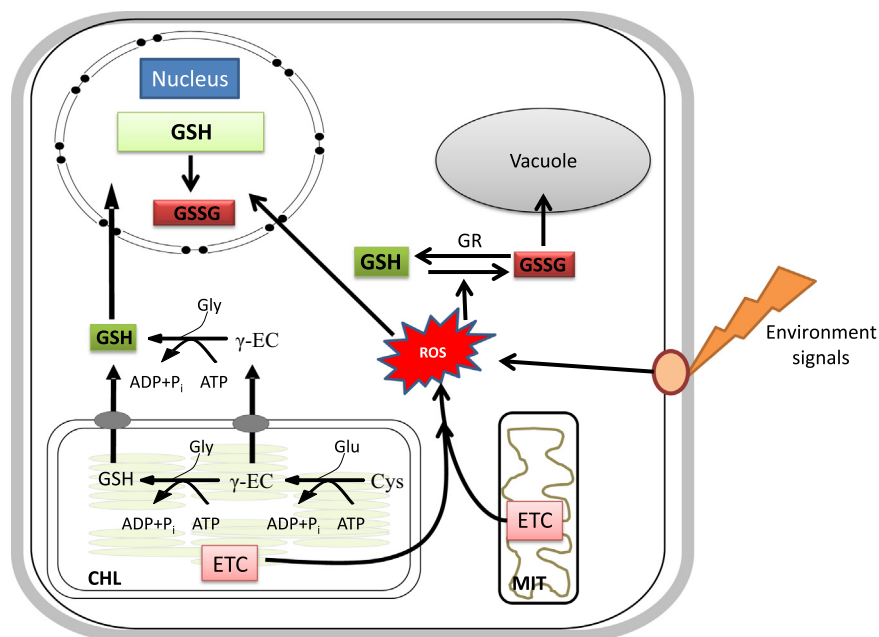 Nucleus
GSH
GSSG
Vacuole
GR
GSH
GSSG
Gly
GSH
γ-EC
ADP+Pi
ATP
ROS
Environment
signals
Gly
Glu
GSH
γ-EC
Cys
ADP+Pi
ATP
ADP+Pi
ATP
ETC
ETC
CHL
MIT